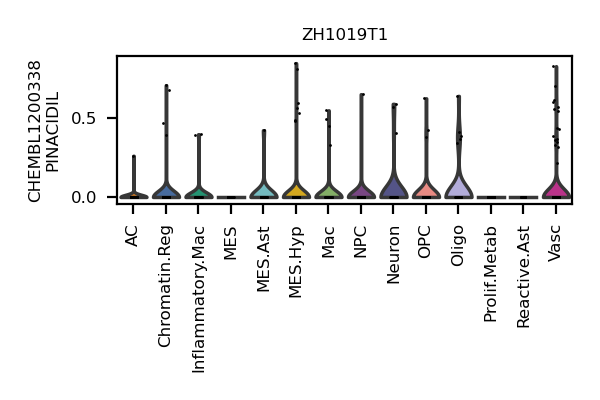 ZH1019T1
CHEMBL1200338
PINACIDIL
0.5
0.0
AC
Chromatin.Reg
Inflammatory.Mac
MES
MES.Ast
MES.Hyp
Mac
NPC
Neuron
OPC
Oligo
Prolif.Metab
Reactive.Ast
Vasc